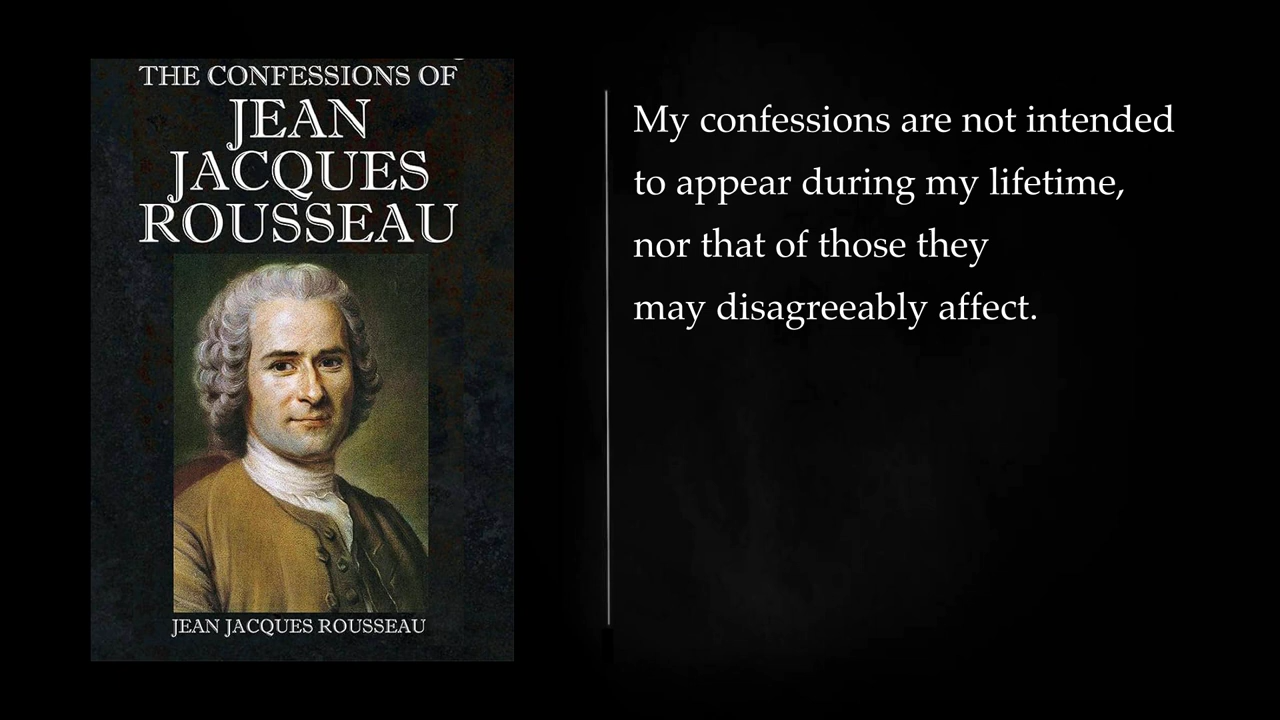 THE CONFESSIONS OF
JEAN
JACQUES
ROUSSEAU
JEAN JACQUES ROUSSEAU
My confessions are not intended
to appear during my lifetime,
nor that of those they
may disagreeably affect.